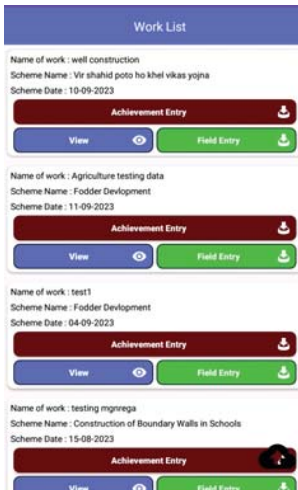 Work List
Name of work : well construction
Scheme Name : Vir shahid poto ho khel vikas yojna
Scheme Date : 10-09-2023
Achievement Entry
View Field Entry
Name of work : Agriculture testing data
Scheme Name : Fodder Devlopment
Scheme Date : 11-09-2023
Achievement Entry
View Field Entry
Name of work : test1
Scheme Name : Fodder Devlopment
Scheme Date : 04-09-2023
Achievement Entry
View Field Entry
Name of work : testing mgnrega
Scheme Name : Construction of Boundary Walls in Schools
Scheme Date : 15-08-2023
Achievement Entry
View Field Entry